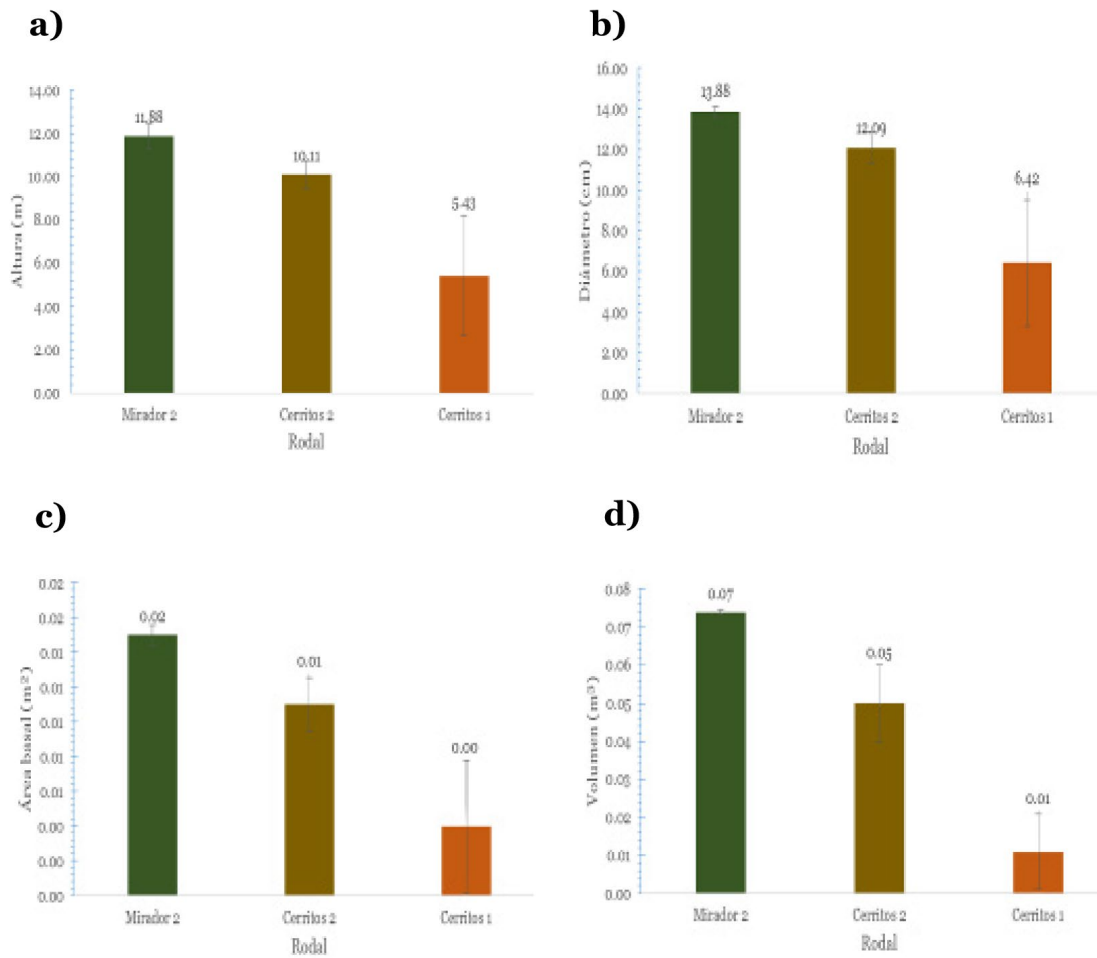 a)
14.00
12.00
10.00
8.00
6.00
4.00
2.00
0.00
Altura (m)
11.88
10.11
5.43
Mirador 2
Cerritos 2
Cerritos 1
Rodal
b)
16.00
14.00
12.00
10.00
8.00
6.00
4.00
2.00
0.00
Diámetro (cm)
13.88
12.09
6.42
Mirador 2
Cerritos 2
Cerritos 1
Rodal
c)
0.02
0.02
0.01
0.01
0.01
0.01
0.01
0.00
0.00
0.00
Área basal (m²)
0.02
0.01
0.00
Mirador 2
Cerritos 2
Cerritos 1
Rodal
d)
0.08
0.07
0.06
0.05
0.04
0.03
0.02
0.01
0.00
Volumen (m³)
0.07
0.05
0.01
Mirador 2
Cerritos 2
Cerritos 1
Rodal